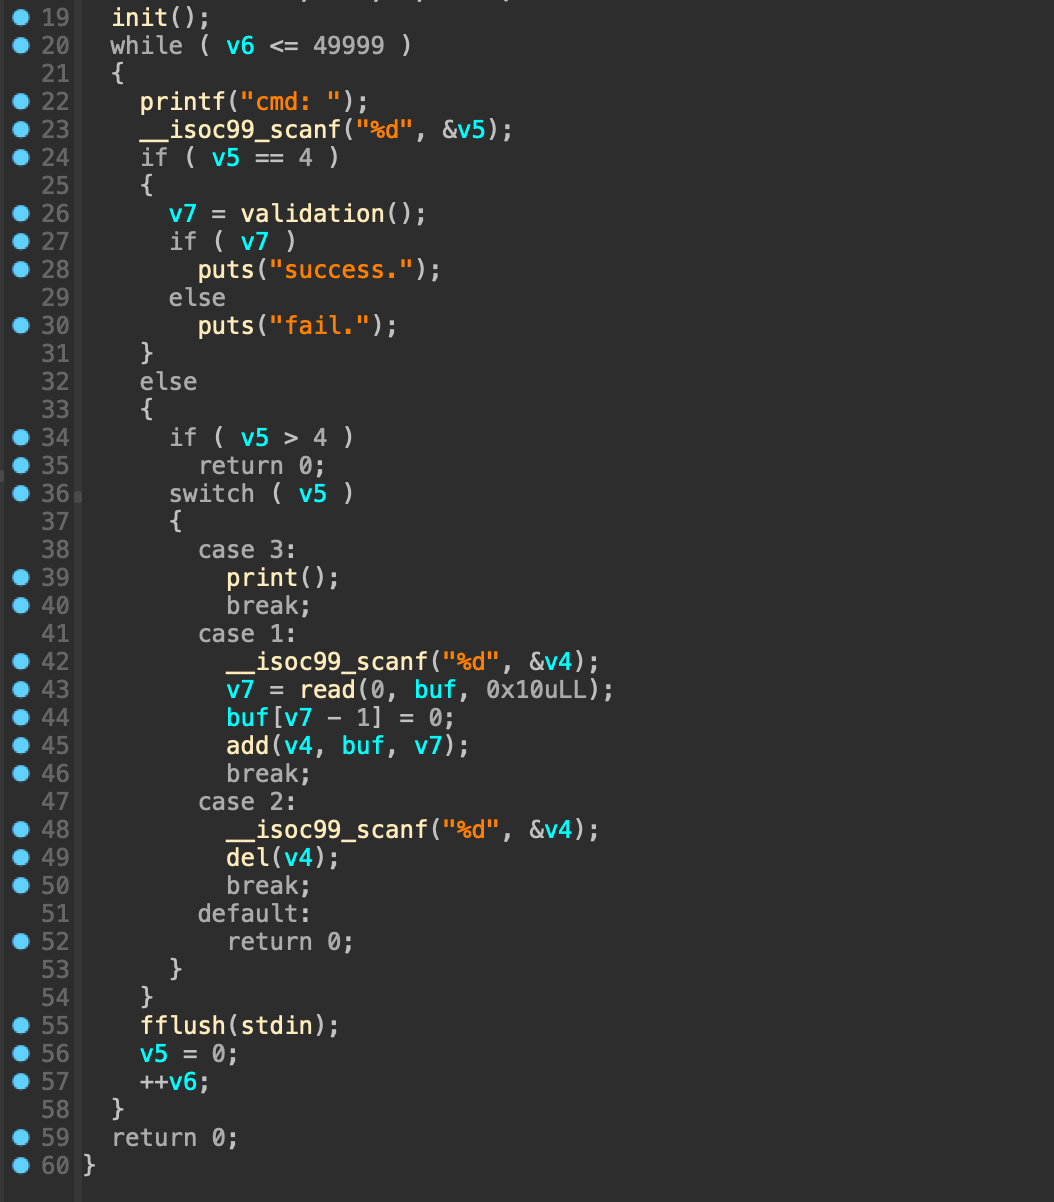 19 init();
20 while ( v6 <= 49999 )
21 {
22 printf("cmd: ");
23 __isoc99_scanf("%d", &v5);
24 if ( v5 == 4 )
25 {
26 v7 = validation();
27 if ( v7 )
28 puts("success.");
29 else
30 puts("fail.");
31 }
32 else
33 {
34 if ( v5 > 4 )
35 return 0;
36 switch ( v5 )
37 {
38 case 3:
39 print();
40 break;
41 case 1:
42 __isoc99_scanf("%d", &v4);
43 v7 = read(0, buf, 0x10uLL);
44 buf[v7 - 1] = 0;
45 add(v4, buf, v7);
46 break;
47 case 2:
48 __isoc99_scanf("%d", &v4);
49 del(v4);
50 break;
51 default:
52 return 0;
53 }
54 }
55 fflush(stdin);
56 v5 = 0;
57 ++v6;
58 }
59 return 0;
60 }